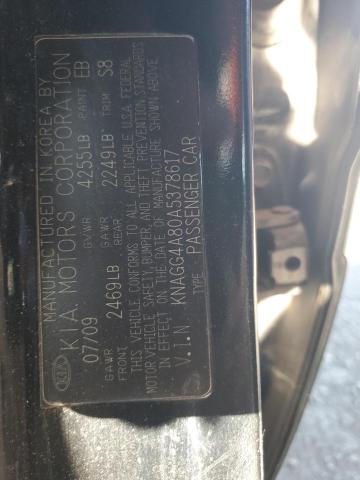 MANUFACTURED IN KOREA BY
KIA MOTORS CORPORATION
KIA
07/09 GVWR 4255LB PAINT EB
GAWR FRONT 2469LB GAWR REAR 2249LB TRIM S8
THIS VEHICLE CONFORMS TO ALL APPLICABLE U.S.A. FEDERAL
MOTOR VEHICLE SAFETY, BUMPER, AND THEFT PREVENTION STANDARDS
IN EFFECT ON THE DATE OF MANUFACTURE SHOWN ABOVE
V.I.N KNAGG4A80A5378617
TYPE PASSENGER CAR